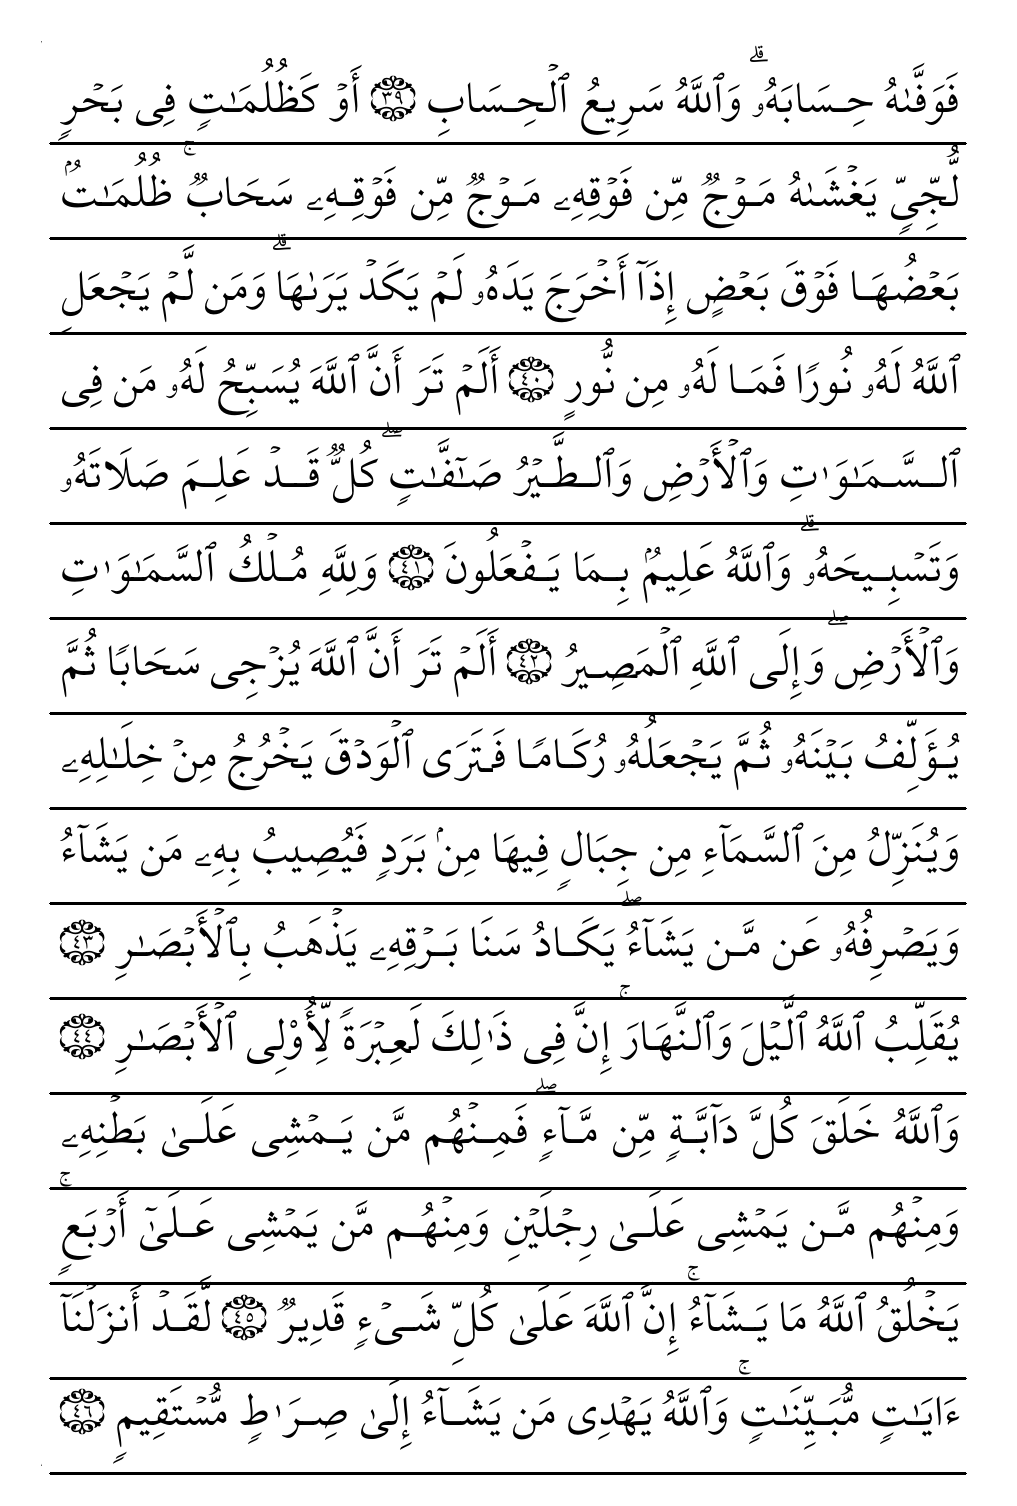 فَوَفَّىٰهُ حِسَابَهُۥۗ وَٱللَّهُ سَرِيعُ ٱلْحِسَابِ ٣٩ أَوْ كَظُلُمَـٰتٍ فِى بَحْرٍ
لُّجِّىٍّ يَغْشَىٰهُ مَوْجٌ مِّن فَوْقِهِۦ مَوْجٌ مِّن فَوْقِهِۦ سَحَابٌۚ ظُلُمَـٰتٌۢ
بَعْضُهَا فَوْقَ بَعْضٍ إِذَآ أَخْرَجَ يَدَهُۥ لَمْ يَكَدْ يَرَىٰهَاۗ وَمَن لَّمْ يَجْعَلِ
ٱللَّهُ لَهُۥ نُورًا فَمَا لَهُۥ مِن نُّورٍ ٤٠ أَلَمْ تَرَ أَنَّ ٱللَّهَ يُسَبِّحُ لَهُۥ مَن فِى
ٱلسَّمَـٰوَٰتِ وَٱلْأَرْضِ وَٱلطَّيْرُ صَـٰٓفَّـٰتٍۖ كُلٌّ قَدْ عَلِمَ صَلَاتَهُۥ
وَتَسْبِيحَهُۥۗ وَٱللَّهُ عَلِيمٌۢ بِمَا يَفْعَلُونَ ٤١ وَلِلَّهِ مُلْكُ ٱلسَّمَـٰوَٰتِ
وَٱلْأَرْضِۖ وَإِلَى ٱللَّهِ ٱلْمَصِيرُ ٤٢ أَلَمْ تَرَ أَنَّ ٱللَّهَ يُزْجِى سَحَابًا ثُمَّ
يُؤَلِّفُ بَيْنَهُۥ ثُمَّ يَجْعَلُهُۥ رُكَامًا فَتَرَى ٱلْوَدْقَ يَخْرُجُ مِنْ خِلَـٰلِهِۦ
وَيُنَزِّلُ مِنَ ٱلسَّمَآءِ مِن جِبَالٍ فِيهَا مِنۢ بَرَدٍ فَيُصِيبُ بِهِۦ مَن يَشَآءُ
وَيَصْرِفُهُۥ عَن مَّن يَشَآءُۖ يَكَادُ سَنَا بَرْقِهِۦ يَذْهَبُ بِٱلْأَبْصَـٰرِ ٤٣
يُقَلِّبُ ٱللَّهُ ٱلَّيْلَ وَٱلنَّهَارَۚ إِنَّ فِى ذَٰلِكَ لَعِبْرَةً لِّأُو۟لِى ٱلْأَبْصَـٰرِ ٤٤
وَٱللَّهُ خَلَقَ كُلَّ دَآبَّةٍ مِّن مَّآءٍۖ فَمِنْهُم مَّن يَمْشِى عَلَىٰ بَطْنِهِۦ
وَمِنْهُم مَّن يَمْشِى عَلَىٰ رِجْلَيْنِ وَمِنْهُم مَّن يَمْشِى عَلَىٰٓ أَرْبَعٍۚ
يَخْلُقُ ٱللَّهُ مَا يَشَآءُۚ إِنَّ ٱللَّهَ عَلَىٰ كُلِّ شَىْءٍ قَدِيرٌ ٤٥ لَّقَدْ أَنزَلْنَآ
ءَايَـٰتٍ مُّبَيِّنَـٰتٍۚ وَٱللَّهُ يَهْدِى مَن يَشَآءُ إِلَىٰ صِرَٰطٍ مُّسْتَقِيمٍ ٤٦